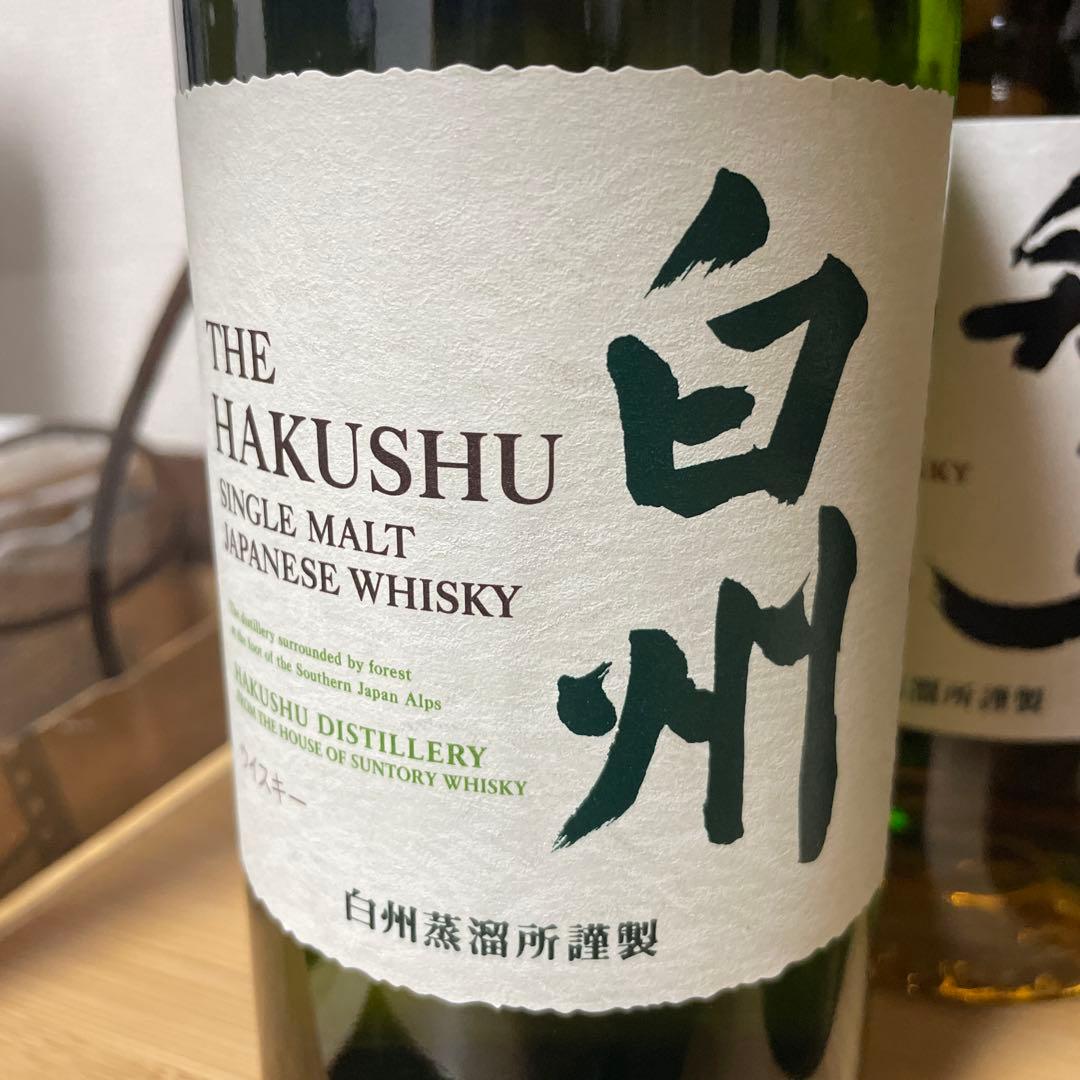 THE
HAKUSHU
SINGLE MALT
JAPANESE WHISKY
白州
The distillery surrounded by forest
at the foot of the Southern Japan Alps
HAKUSHU DISTILLERY
FROM THE HOUSE OF SUNTORY WHISKY
ウイスキー
白州蒸溜所謹製
溜所謹製